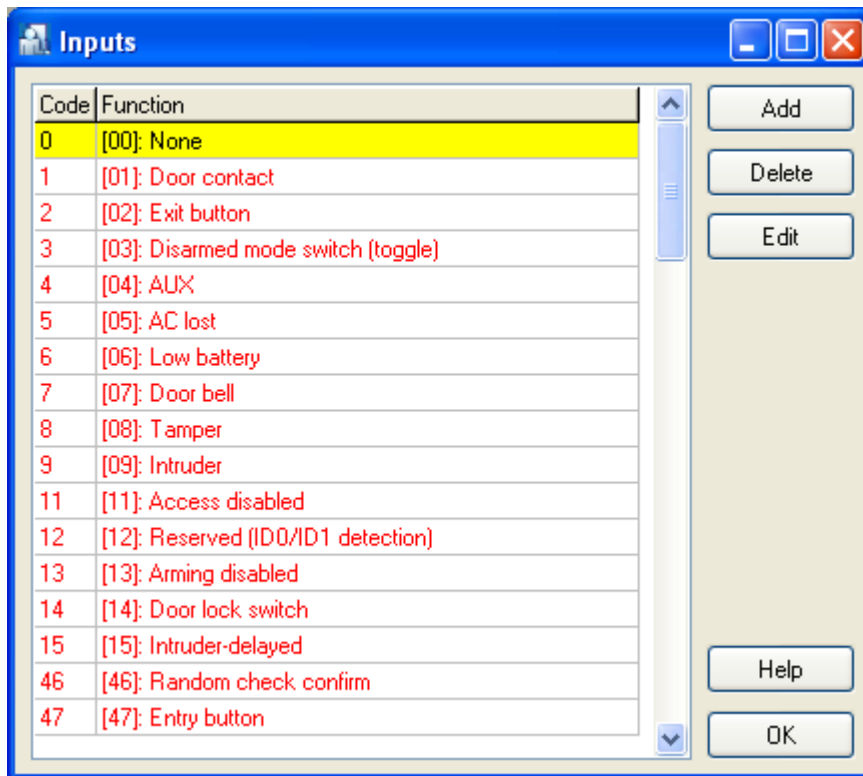 Inputs
Code Function
0 [00]: None
1 [01]: Door contact
2 [02]: Exit button
3 [03]: Disarmed mode switch (toggle)
4 [04]: AUX
5 [05]: AC lost
6 [06]: Low battery
7 [07]: Door bell
8 [08]: Tamper
9 [09]: Intruder
11 [11]: Access disabled
12 [12]: Reserved (ID0/ID1 detection)
13 [13]: Arming disabled
14 [14]: Door lock switch
15 [15]: Intruder-delayed
46 [46]: Random check confirm
47 [47]: Entry button
Add
Delete
Edit
Help
OK